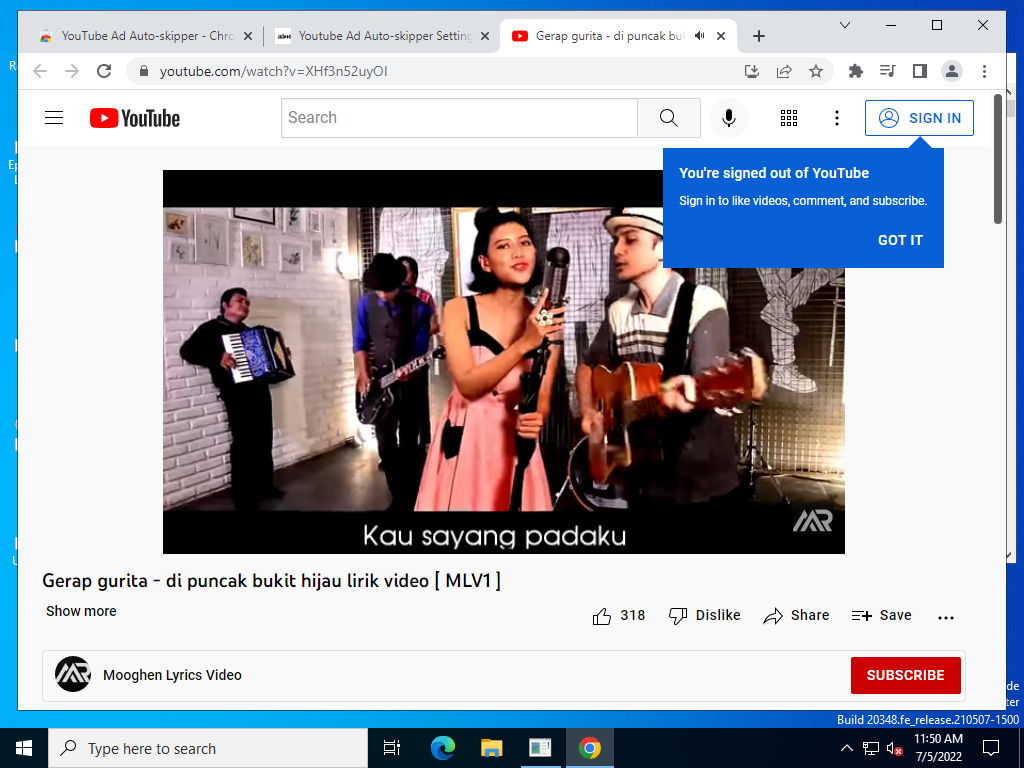 YouTube Ad Auto-skipper - Chro
Youtube Ad Auto-skipper Setting
Gerap gurita - di puncak buk
youtube.com/watch?v=XHf3n52uyOI
YouTube
Search
SIGN IN
You're signed out of YouTube
Sign in to like videos, comment, and subscribe.
GOT IT
Kau sayang padaku
MR
Gerap gurita - di puncak bukit hijau lirik video [ MLV1 ]
Show more
318
Dislike
Share
Save
Mooghen Lyrics Video
SUBSCRIBE
Build 20348.fe_release.210507-1500
Type here to search
11:50 AM
7/5/2022